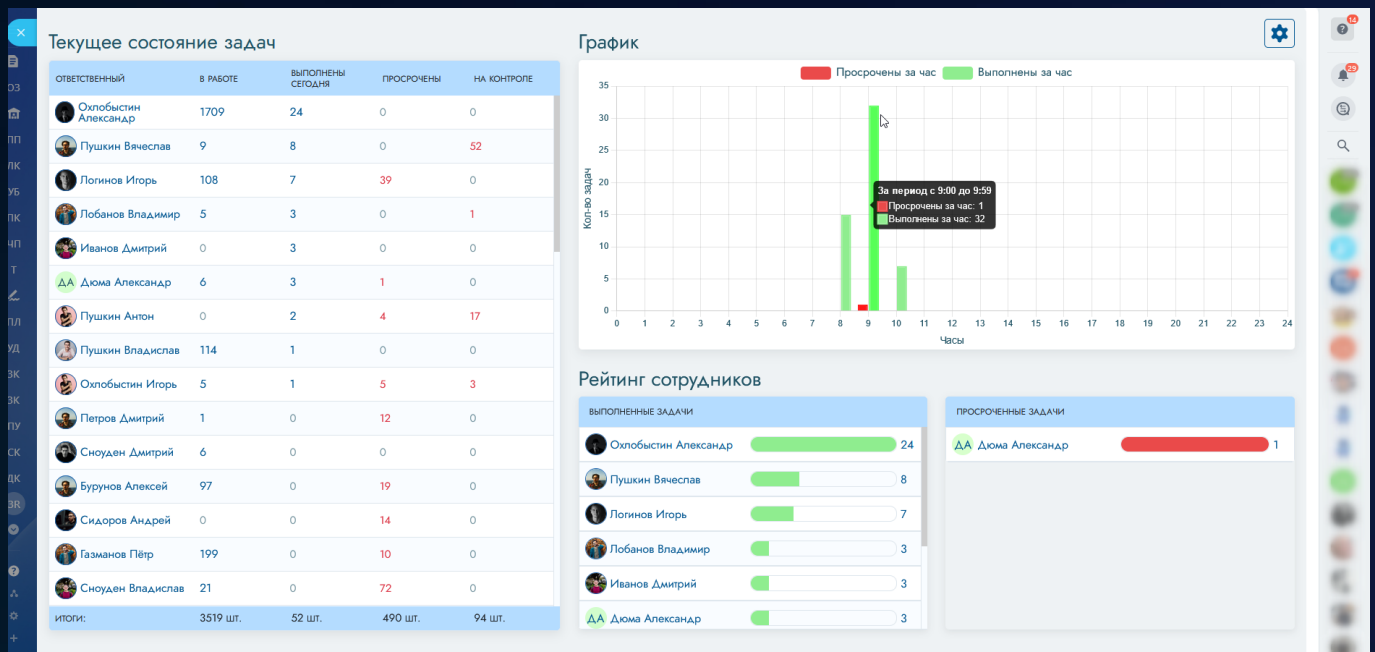 Текущее состояние задач
ОТВЕТСТВЕННЫЙ В РАБОТЕ ВЫПОЛНЕНЫ СЕГОДНЯ ПРОСРОЧЕНЫ НА КОНТРОЛЕ
Охлобыстин Александр 1709 24 0 0
Пушкин Вячеслав 9 8 0 52
Логинов Игорь 108 7 39 0
Лобанов Владимир 5 3 0 1
Иванов Дмитрий 0 3 0 0
ДА Дюма Александр 6 3 1 0
Пушкин Антон 0 2 4 17
Пушкин Владислав 114 1 0 0
Охлобыстин Игорь 5 1 5 3
Петров Дмитрий 1 0 12 0
Сноуден Дмитрий 6 0 0 0
Бурунов Алексей 97 0 19 0
Сидоров Андрей 0 0 14 0
Газманов Пётр 199 0 10 0
Сноуден Владислав 21 0 72 0
ИТОГИ: 3519 шт. 52 шт. 490 шт. 94 шт.
График
Просрочены за час Выполнены за час
Кол-во задач
35
30
25
20
15
10
5
0
За период с 9:00 до 9:59
Просрочены за час: 1
Выполнены за час: 32
0 1 2 3 4 5 6 7 8 9 10 11 12 13 14 15 16 17 18 19 20 21 22 23 24
Часы
Рейтинг сотрудников
ВЫПОЛНЕННЫЕ ЗАДАЧИ
Охлобыстин Александр 24
Пушкин Вячеслав 8
Логинов Игорь 7
Лобанов Владимир 3
Иванов Дмитрий 3
ДА Дюма Александр 3
ПРОСРОЧЕННЫЕ ЗАДАЧИ
ДА Дюма Александр 1
14
29